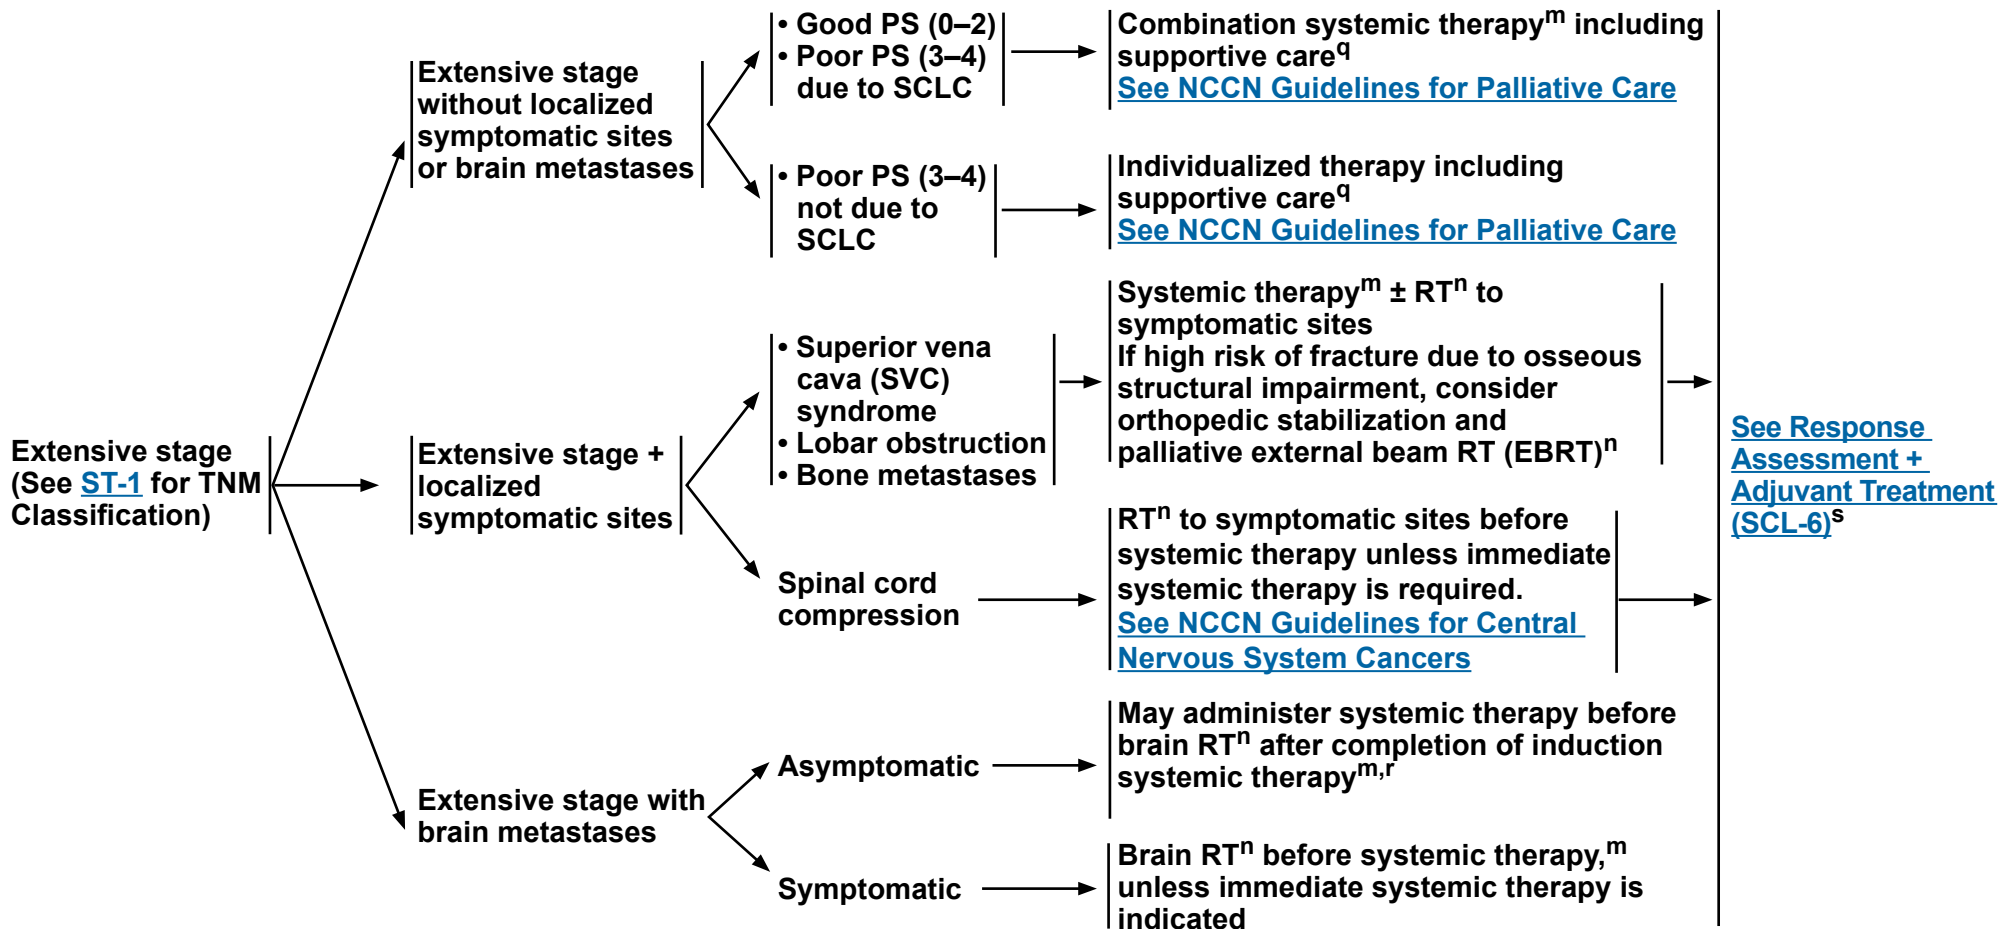 Extensive stage
(See ST-1 for TNM
Classification)
Extensive stage
without localized
symptomatic sites
or brain metastases
• Good PS (0–2)
• Poor PS (3–4)
due to SCLC
Combination systemic therapyᵐ including
supportive care^q
See NCCN Guidelines for Palliative Care
• Poor PS (3–4)
not due to
SCLC
Individualized therapy including
supportive care^q
See NCCN Guidelines for Palliative Care
Extensive stage +
localized
symptomatic sites
• Superior vena
cava (SVC)
syndrome
• Lobar obstruction
• Bone metastases
Systemic therapyᵐ ± RTⁿ to
symptomatic sites
If high risk of fracture due to osseous
structural impairment, consider
orthopedic stabilization and
palliative external beam RT (EBRT)ⁿ
Spinal cord
compression
RTⁿ to symptomatic sites before
systemic therapy unless immediate
systemic therapy is required.
See NCCN Guidelines for Central
Nervous System Cancers
Extensive stage with
brain metastases
Asymptomatic
May administer systemic therapy before
brain RTⁿ after completion of induction
systemic therapyᵐ,ʳ
Symptomatic
Brain RTⁿ before systemic therapy,ᵐ
unless immediate systemic therapy is
indicated
See Response
Assessment +
Adjuvant Treatment
(SCL-6)ˢ